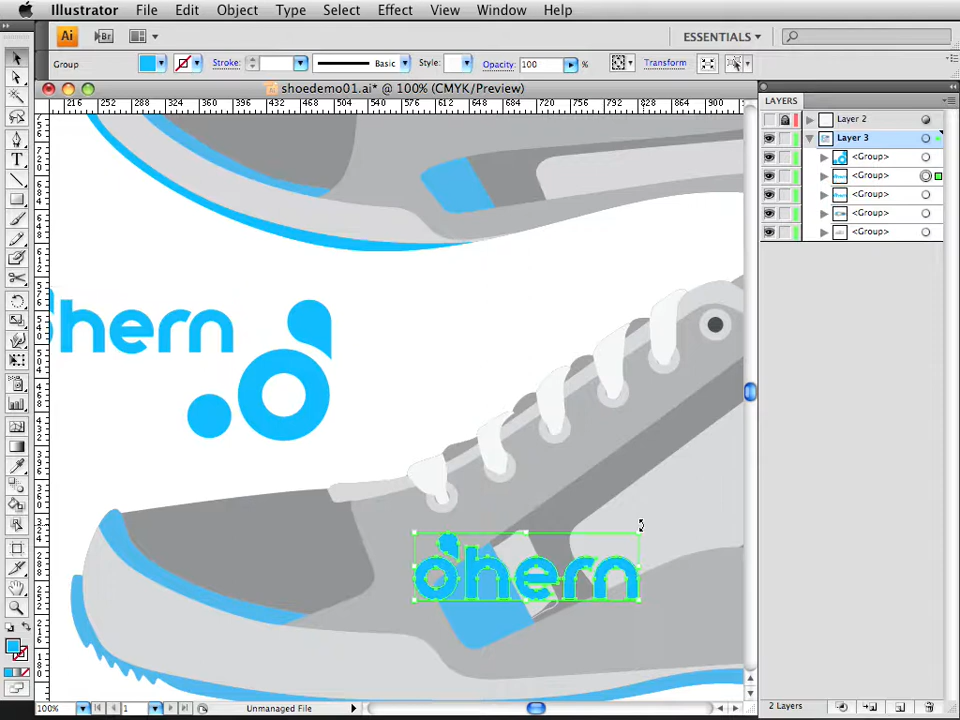 Illustrator File Edit Object Type Select Effect View Window Help
Ai Br ESSENTIALS
Group Stroke: Basic Style: Opacity: 100 % Transform
shoedemo01.ai* @ 100% (CMYK/Preview)
216 252 288 324 360 396 432 468 504 540 576 612 648 684 720 756 792 828 864 900
LAYERS
Layer 2
Layer 3
<Group>
<Group>
<Group>
<Group>
<Group>
ohern
ohern
100% 1 Unmanaged File
2 Layers